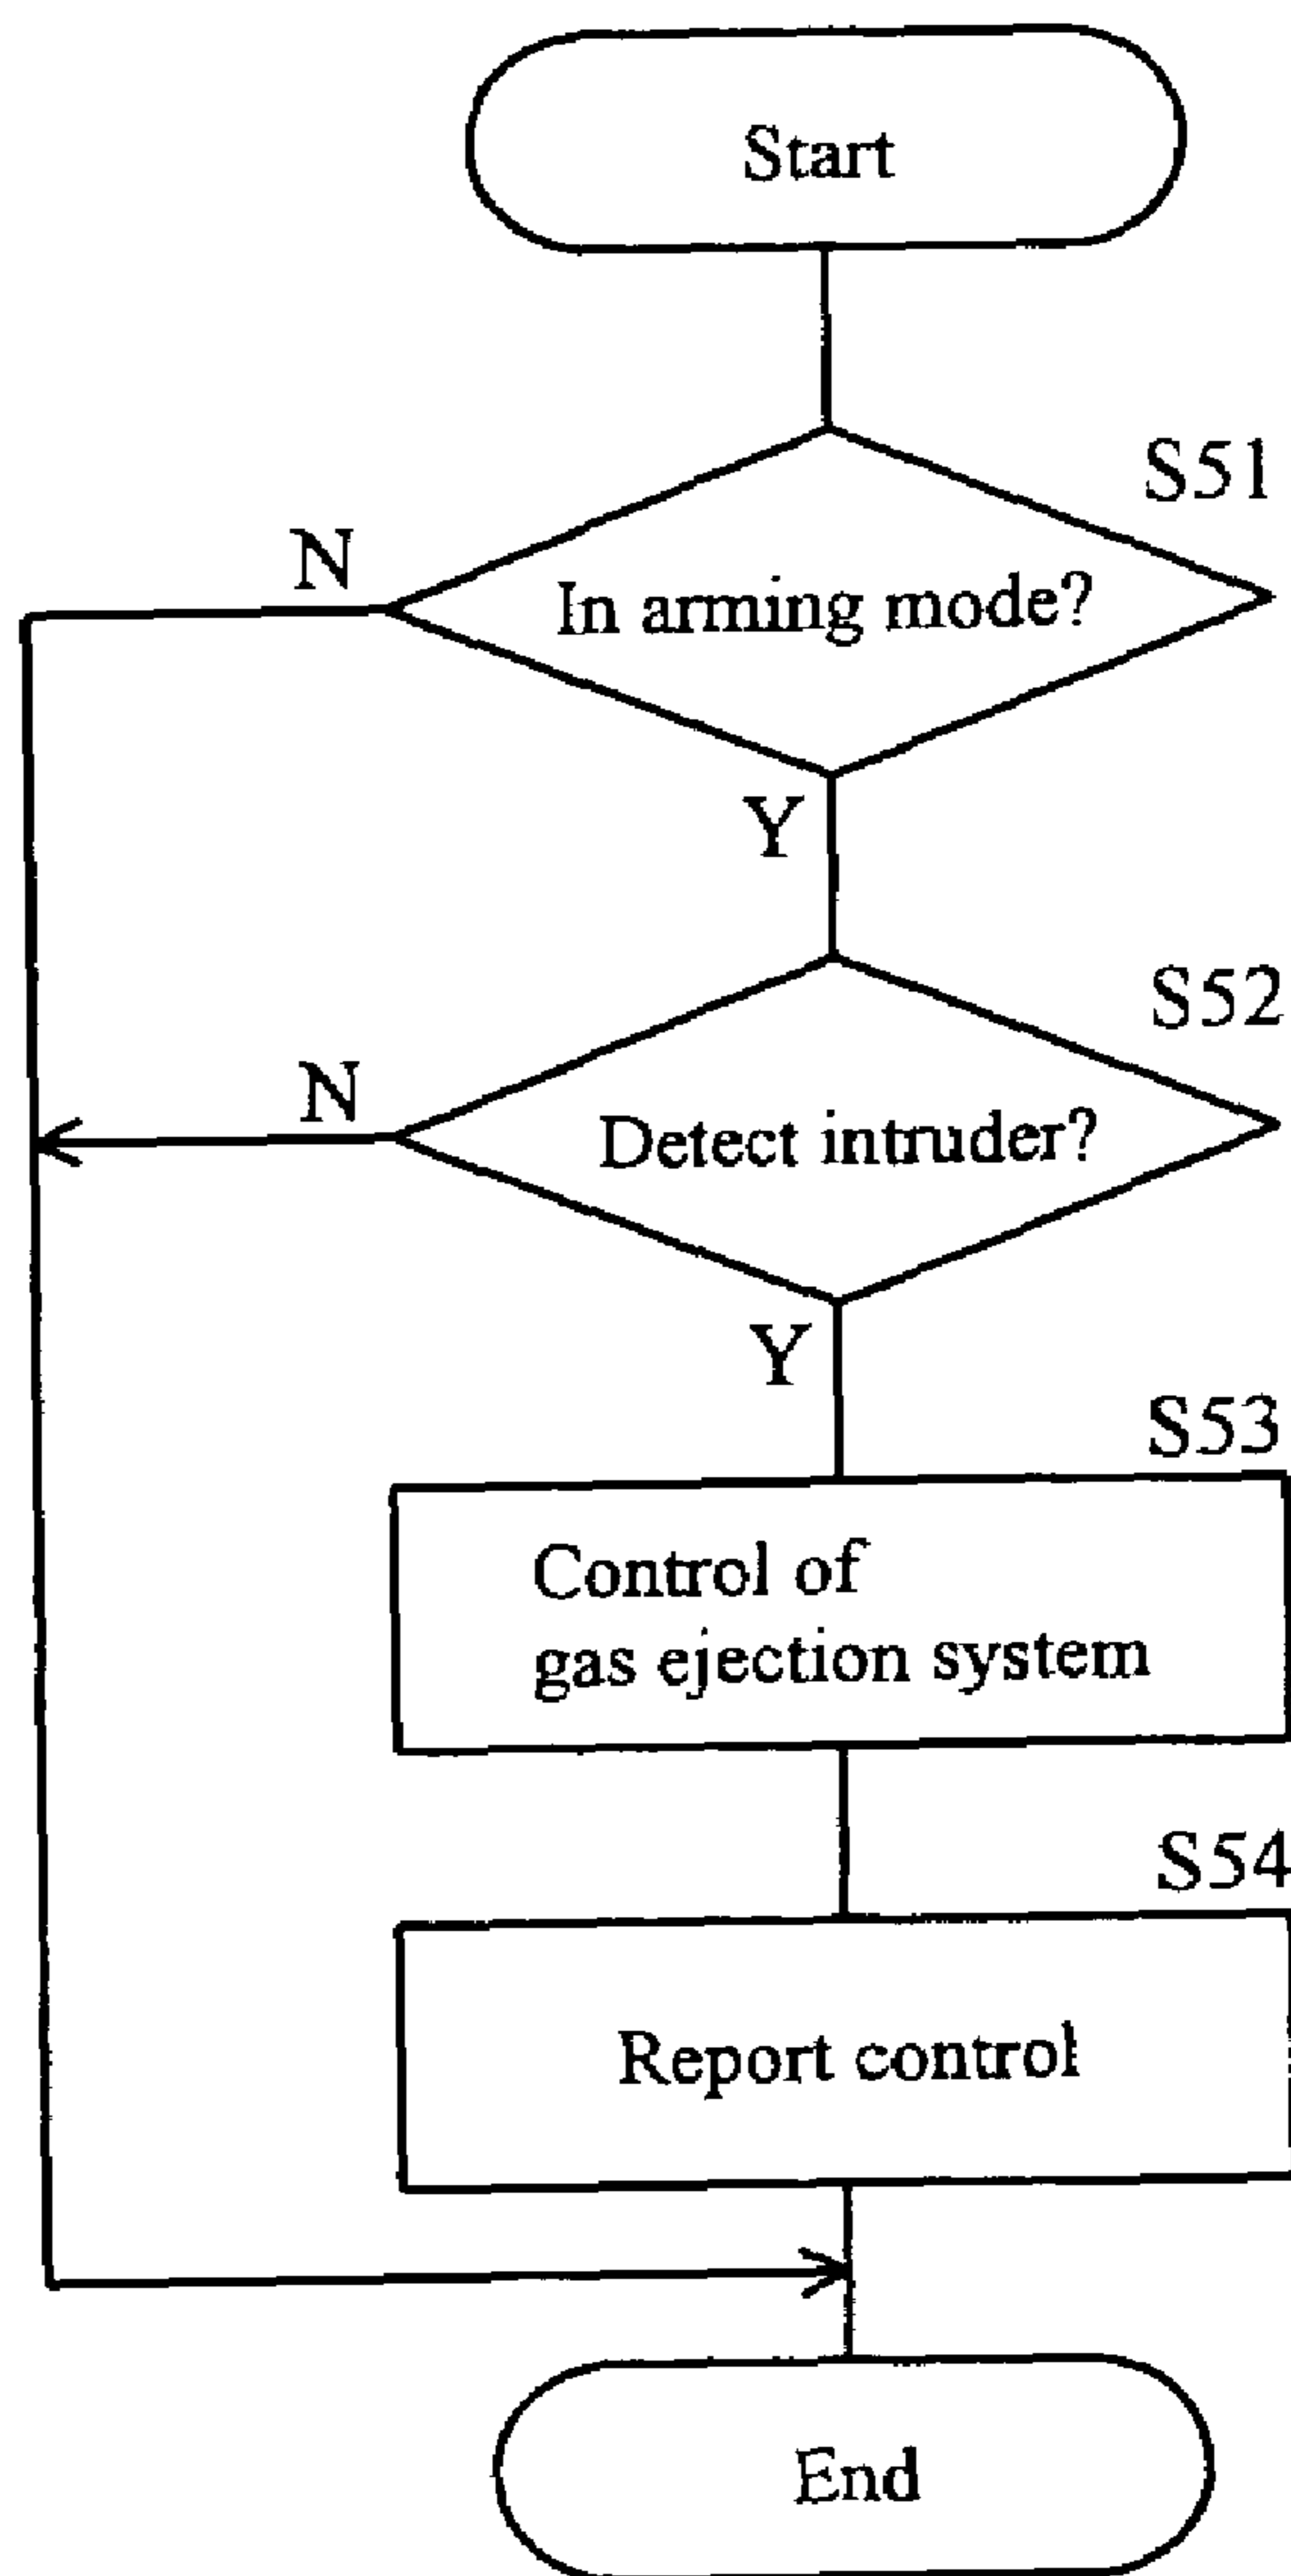 Start
S51
N
In arming mode?
Y
S52
N
Detect intruder?
Y
S53
Control of
gas ejection system
S54
Report control
End